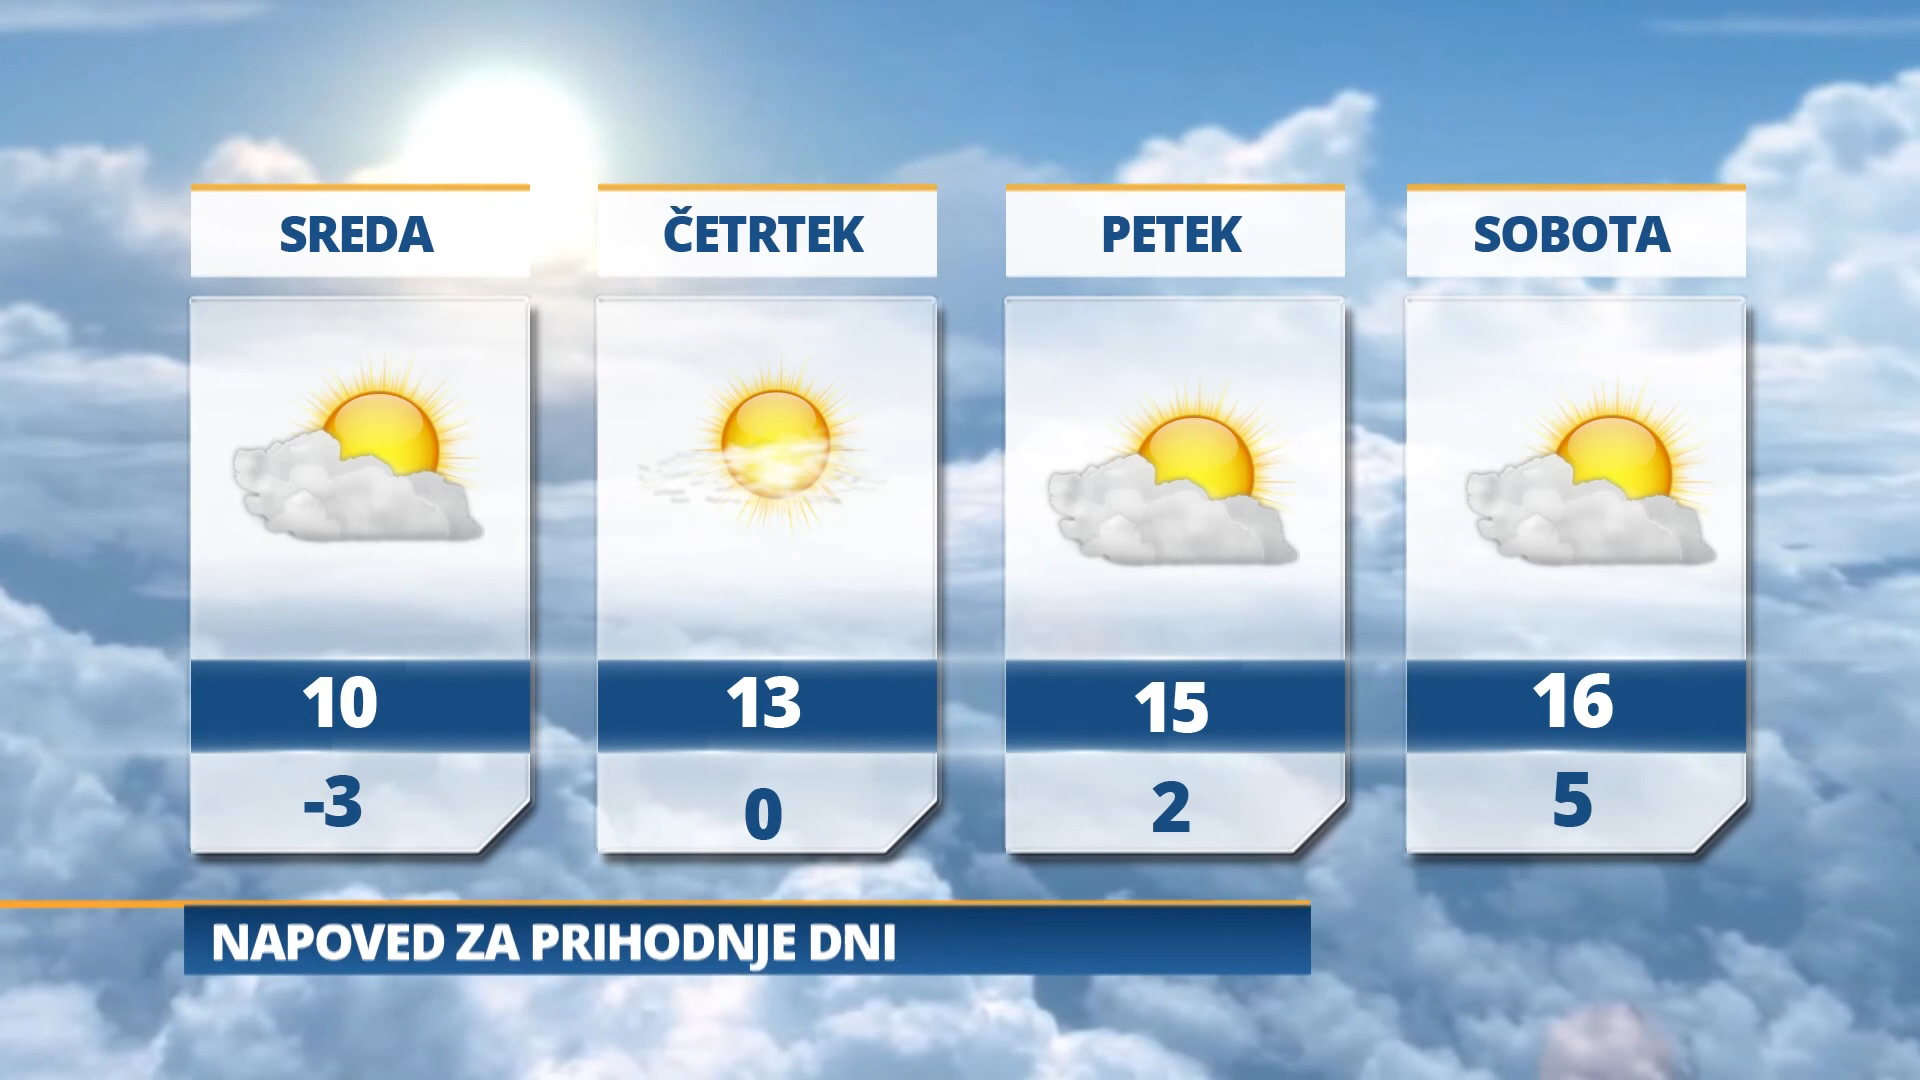 SREDA
ČETRTEK
PETEK
SOBOTA
10
13
15
16
-3
0
2
5
NAPOVED ZA PRIHODNJE DNI